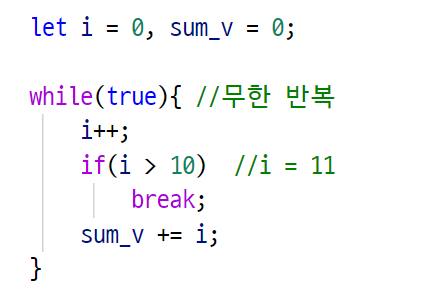 let i = 0, sum_v = 0;
while(true){ //무한 반복
    i++;
    if(i > 10)  //i = 11
        break;
    sum_v += i;
}